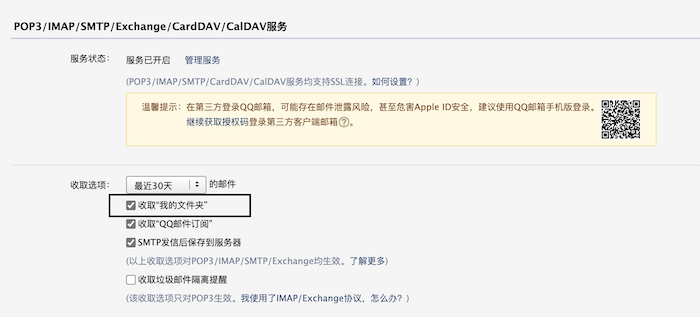 POP3/IMAP/SMTP/Exchange/CardDAV/CalDAV服务
服务状态： 服务已开启 管理服务
(POP3/IMAP/SMTP/CardDAV/CalDAV服务均支持SSL连接。如何设置？)
温馨提示：在第三方登录QQ邮箱，可能存在邮件泄露风险，甚至危害Apple ID安全，建议使用QQ邮箱手机版登录。
继续获取授权码登录第三方客户端邮箱?。
收取选项： 最近30天 的邮件
收取“我的文件夹”
收取“QQ邮件订阅”
SMTP发信后保存到服务器
(以上收取选项对POP3/IMAP/SMTP/Exchange均生效。了解更多)
收取垃圾邮件隔离提醒
(该收取选项只对POP3生效。我使用了IMAP/Exchange协议，怎么办？)